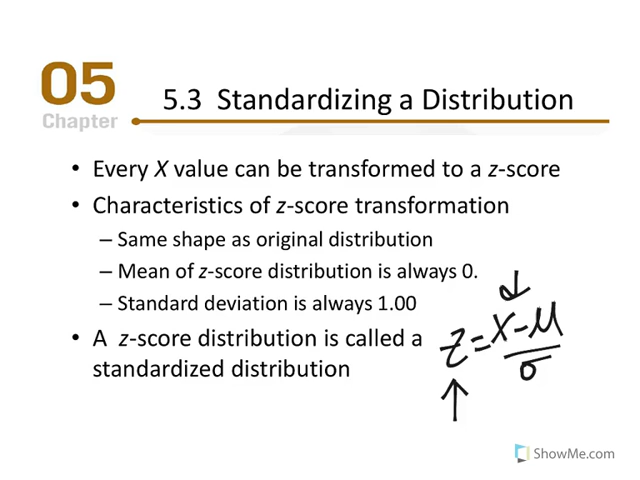 05
Chapter
5.3 Standardizing a Distribution
• Every X value can be transformed to a z-score
• Characteristics of z-score transformation
– Same shape as original distribution
– Mean of z-score distribution is always 0.
– Standard deviation is always 1.00
• A z-score distribution is called a
standardized distribution
↓
z = X - μ
σ
↑
ShowMe.com